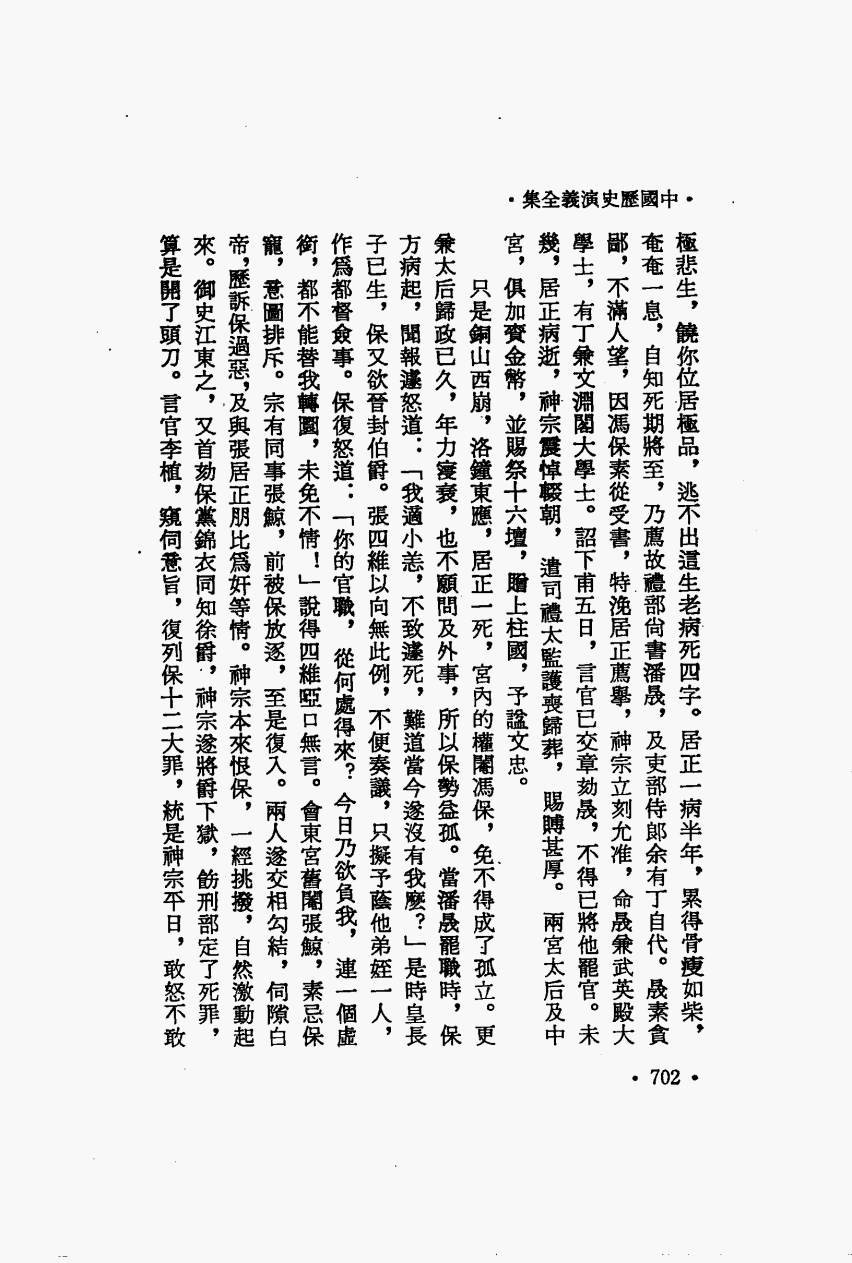 ·中國歷史演義全集·
極悲生，饒你位居極品，逃不出這生老病死四字。居正一病半年，累得骨瘦如柴，
奄奄一息，自知死期將至，乃薦故禮部尚書潘晟，及吏部侍郎余有丁自代。晟素貪
鄙，不滿人望，因馮保素從受書，特浼居正薦舉，神宗立刻允准，命晟兼武英殿大
學士，有丁兼文淵閣大學士。詔下甫五日，言官已交章劾晟，不得已將他罷官。未
幾，居正病逝，神宗震悼輟朝，遣司禮太監護喪歸葬，賜賻甚厚。兩宮太后及中
宮，俱加賚金幣，並賜祭十六壇，贈上柱國，予諡文忠。
只是銅山西崩，洛鐘東應，居正一死，宮內的權閹馮保，免不得成了孤立。更
兼太后歸政已久，年力寖衰，也不願問及外事，所以保勢益孤。當潘晟罷職時，保
方病起，聞報遽怒道：「我適小恙，不致遽死，難道當今遂沒有我麼？」是時皇長
子已生，保又欲晉封伯爵。張四維以向無此例，不便奏議，只擬予蔭他弟姪一人，
作爲都督僉事。保復怒道：「你的官職，從何處得來？今日乃欲負我，連一個虛
銜，都不能替我轉圜，未免不情！」說得四維啞口無言。會東宮舊閹張鯨，素忌保
寵，意圖排斥。宗有同事張鯨，前被保放逐，至是復入。兩人遂交相勾結，伺隙白
帝，歷訴保過惡，及與張居正朋比爲奸等情。神宗本來恨保，一經挑撥，自然激動起
來。御史江東之，又首劾保黨錦衣同知徐爵，神宗遂將爵下獄，飭刑部定了死罪，
算是開了頭刀。言官李植，窺伺意旨，復列保十二大罪，統是神宗平日，敢怒不敢
·702·